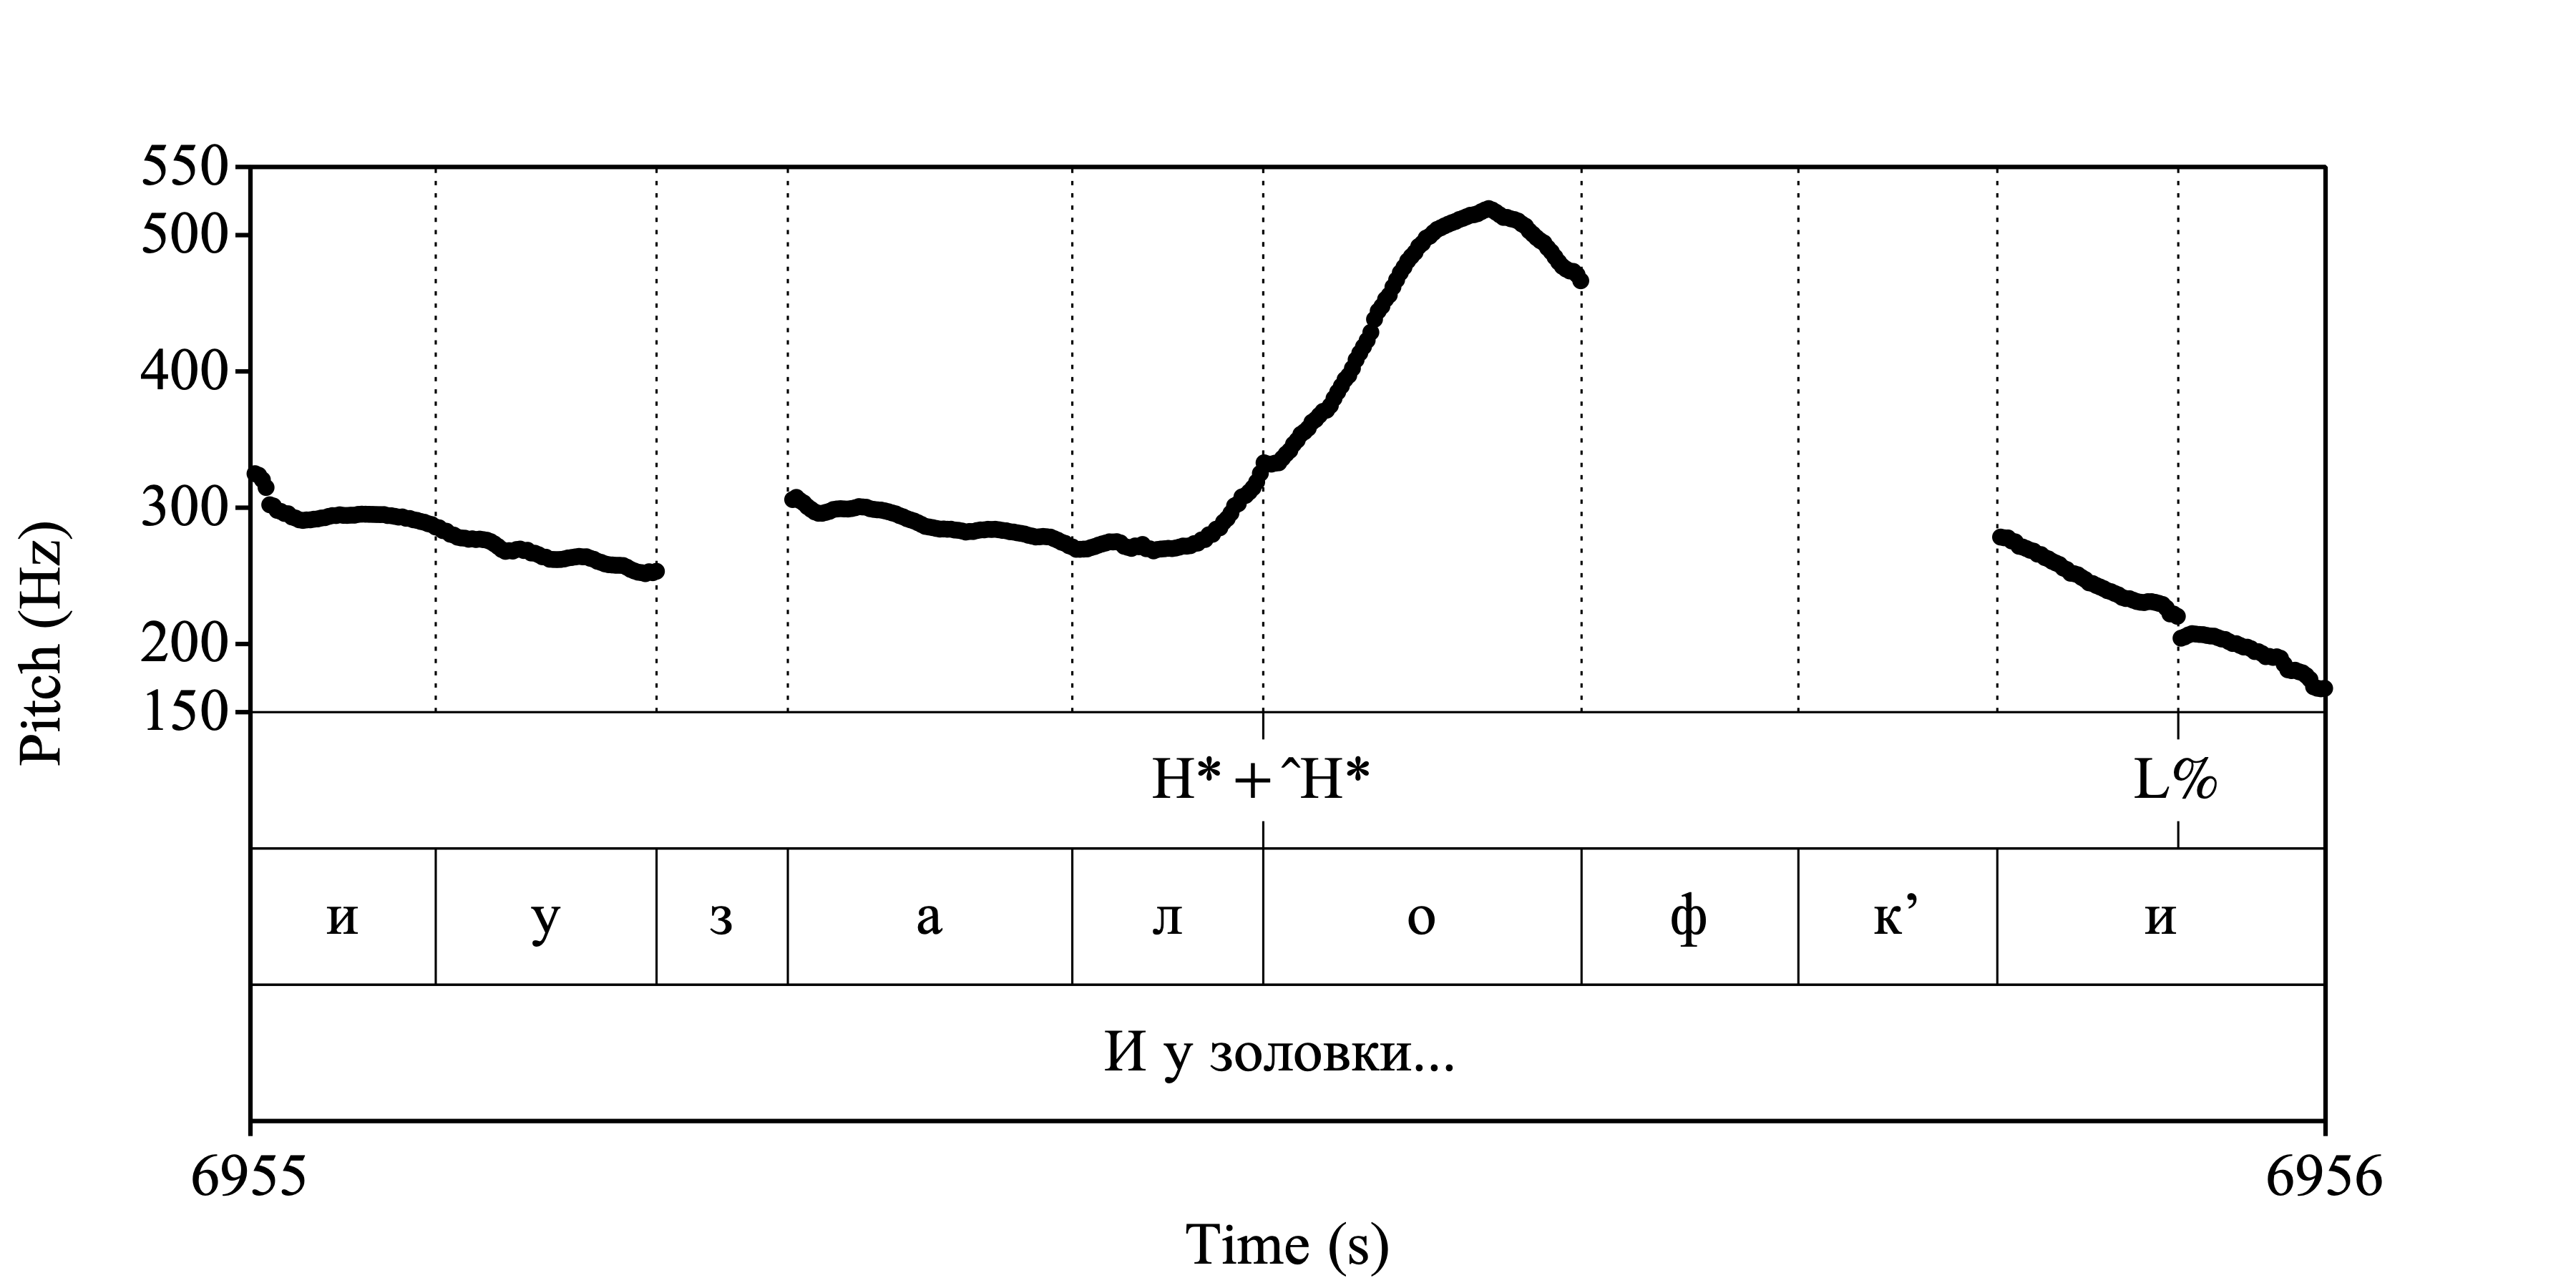 550
500
400
300
200
150
Pitch (Hz)
H* + ^H* L%
и у з а л о ф к’ и
И у золовки...
6955 6956
Time (s)